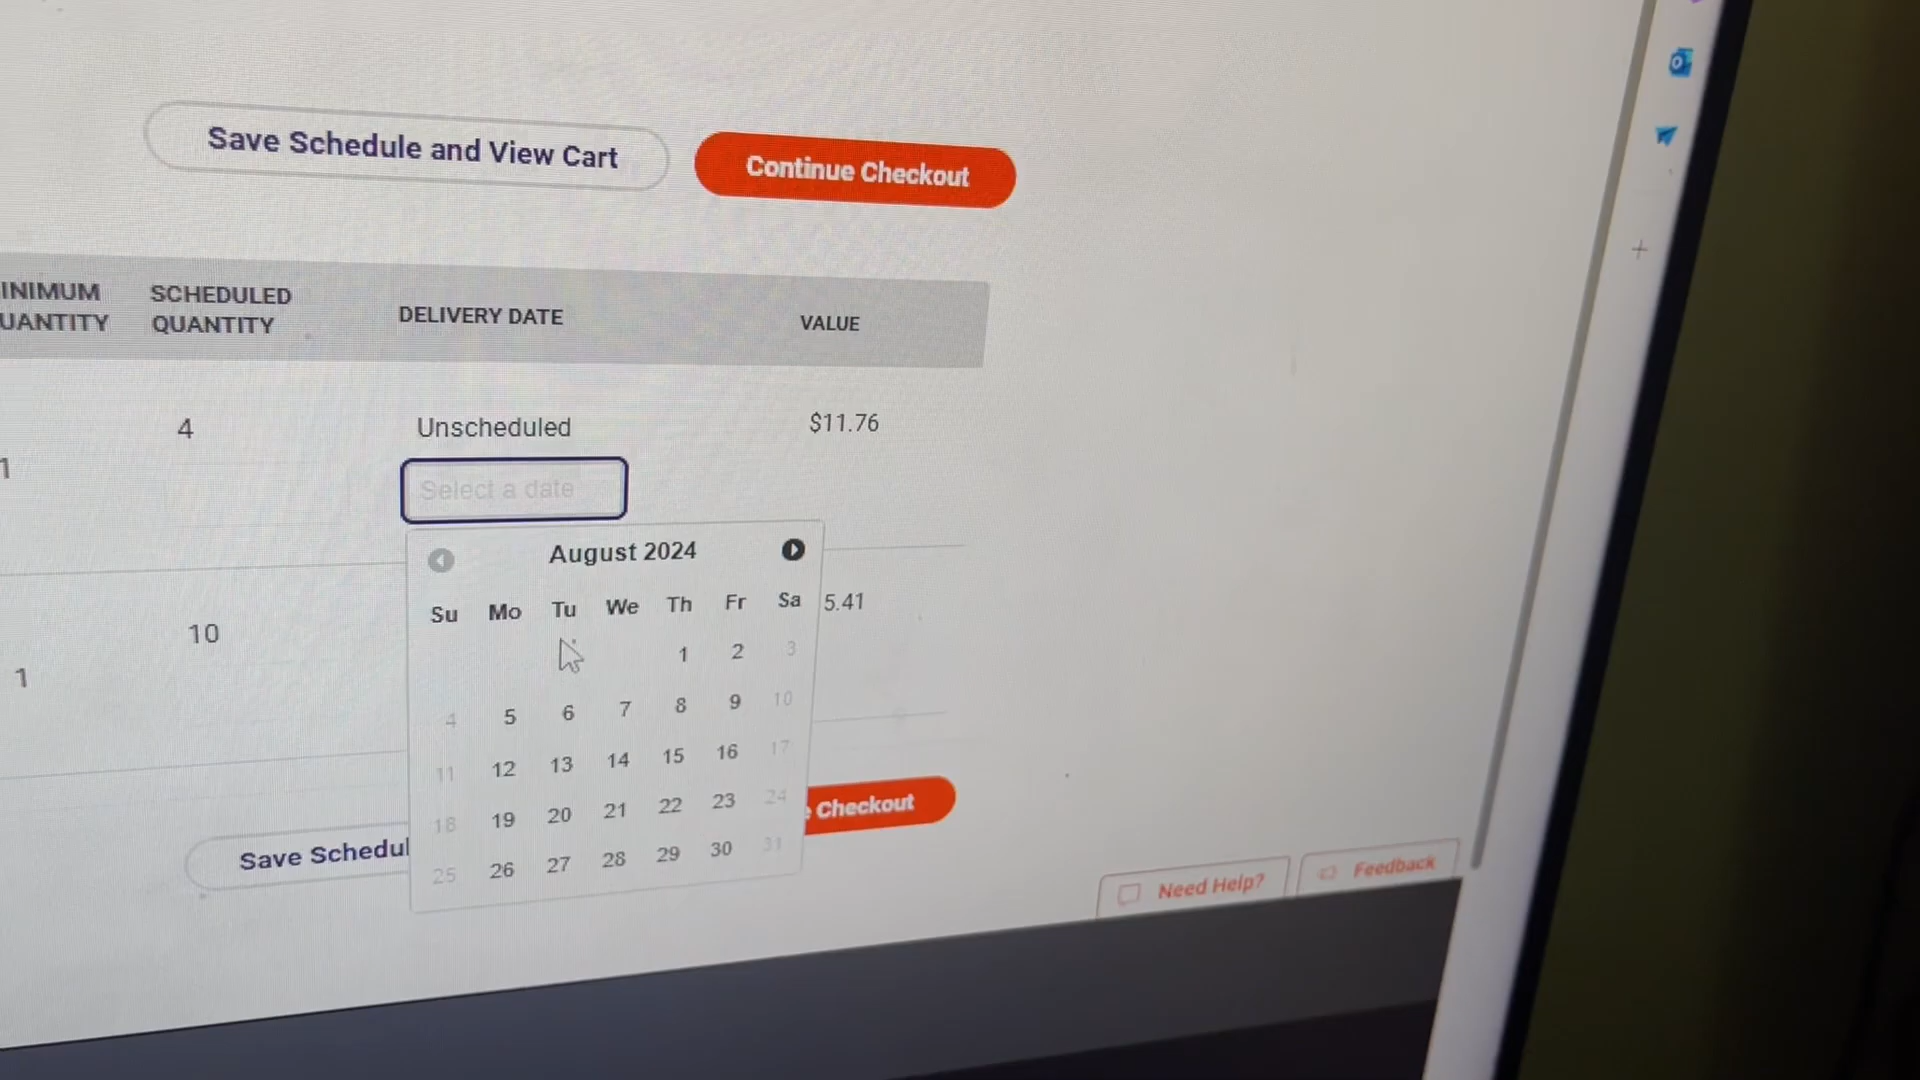 Save Schedule and View Cart
Continue Checkout
INIMUM
UANTITY
SCHEDULED
QUANTITY
DELIVERY DATE
VALUE
4
Unscheduled
$11.76
1
Select a date
August 2024
Su Mo Tu We Th Fr Sa
5.41
10
1 2 3
1
4 5 6 7 8 9 10
11 12 13 14 15 16 17
18 19 20 21 22 23 24
25 26 27 28 29 30 31
Save Schedul
Checkout
Need Help?
Feedback